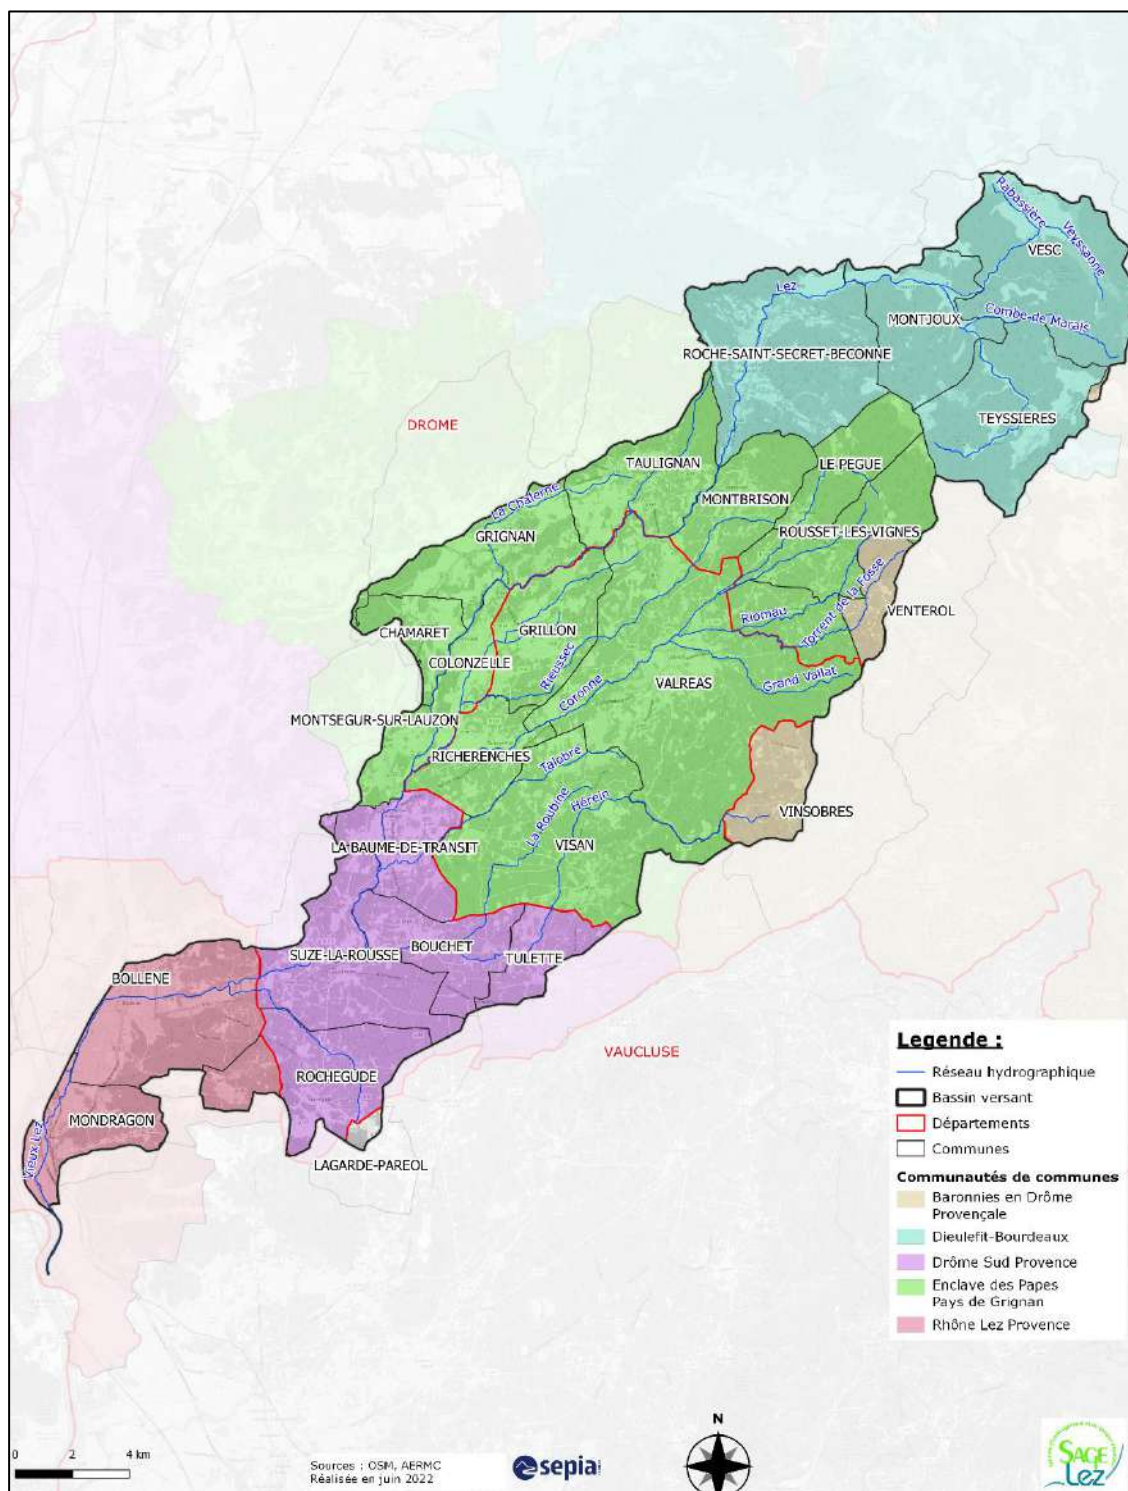 Rabassière
Veyssanne
VESC
Lez
MONTJOUX
Combe de Marais
ROCHE-SAINT-SECRET-BECONNE
TEYSSIERES
DROME
TAULIGNAN
LE-PEGUE
La Chalerne
MONTBRISON
GRIGNAN
ROUSSET-LES-VIGNES
Torrent de la Fosse
VENTEROL
Riomau
CHAMARET
GRILLON
COLONZELLE
Rieussec
Coronne
VALREAS
Grand Vallat
MONTSEGUR-SUR-LAUZON
RICHERENCHES
Talobre
La Roubine
Hérein
VINSOBRES
LA BAUME-DE-TRANSIT
VISAN
SUZE-LA-ROUSSE
BOUCHET
TULETTE
BOLLENE
VAUCLUSE
ROCHEGUDE
MONDRAGON
Vieux Lez
LAGARDE-PAREOL
Legende :
Réseau hydrographique
Bassin versant
Départements
Communes
Communautés de communes
Baronnies en Drôme
Provençale
Dieulefit-Bourdeaux
Drôme Sud Provence
Enclave des Papes
Pays de Grignan
Rhône Lez Provence
0 2 4 km
Sources : OSM, AERMC
Réalisée en juin 2022
sepia
N
SAGE
Lez